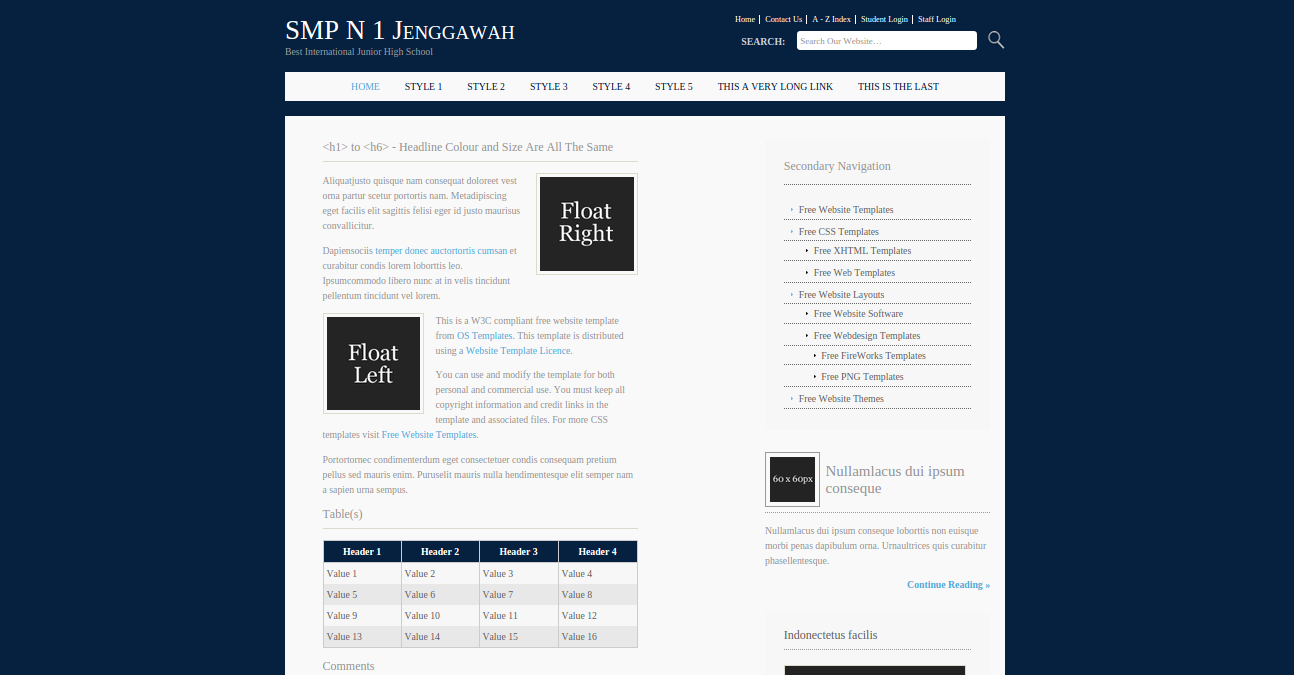 SMP N 1 Jenggawah
Best International Junior High School
Home
Contact Us
A - Z Index
Student Login
Staff Login
SEARCH:
Search Our Website…
HOME
STYLE 1
STYLE 2
STYLE 3
STYLE 4
STYLE 5
THIS A VERY LONG LINK
THIS IS THE LAST
<h1> to <h6> - Headline Colour and Size Are All The Same
Aliquatjusto quisque nam consequat doloreet vest
orna partur scetur portortis nam. Metadipiscing
eget facilis elit sagittis felisi eger id justo maurisus
convallicitur.
Float
Right
Dapiensociis temper donec auctortortis cumsan et
curabitur condis lorem loborttis leo.
Ipsumcommodo libero nunc at in velis tincidunt
pellentum tincidunt vel lorem.
Float
Left
This is a W3C compliant free website template
from OS Templates. This template is distributed
using a Website Template Licence.
You can use and modify the template for both
personal and commercial use. You must keep all
copyright information and credit links in the
template and associated files. For more CSS
templates visit Free Website Templates.
Portortornec condimenterdum eget consectetuer condis consequam pretium
pellus sed mauris enim. Puruselit mauris nulla hendimentesque elit semper nam
a sapien urna sempus.
Table(s)
Header 1 Header 2 Header 3 Header 4
Value 1 Value 2 Value 3 Value 4
Value 5 Value 6 Value 7 Value 8
Value 9 Value 10 Value 11 Value 12
Value 13 Value 14 Value 15 Value 16
Comments
Secondary Navigation
Free Website Templates
Free CSS Templates
Free XHTML Templates
Free Web Templates
Free Website Layouts
Free Website Software
Free Webdesign Templates
Free FireWorks Templates
Free PNG Templates
Free Website Themes
60 x 60px
Nullamlacus dui ipsum
conseque
Nullamlacus dui ipsum conseque loborttis non euisque
morbi penas dapibulum orna. Urnaultrices quis curabitur
phasellentesque.
Continue Reading »
Indonectetus facilis